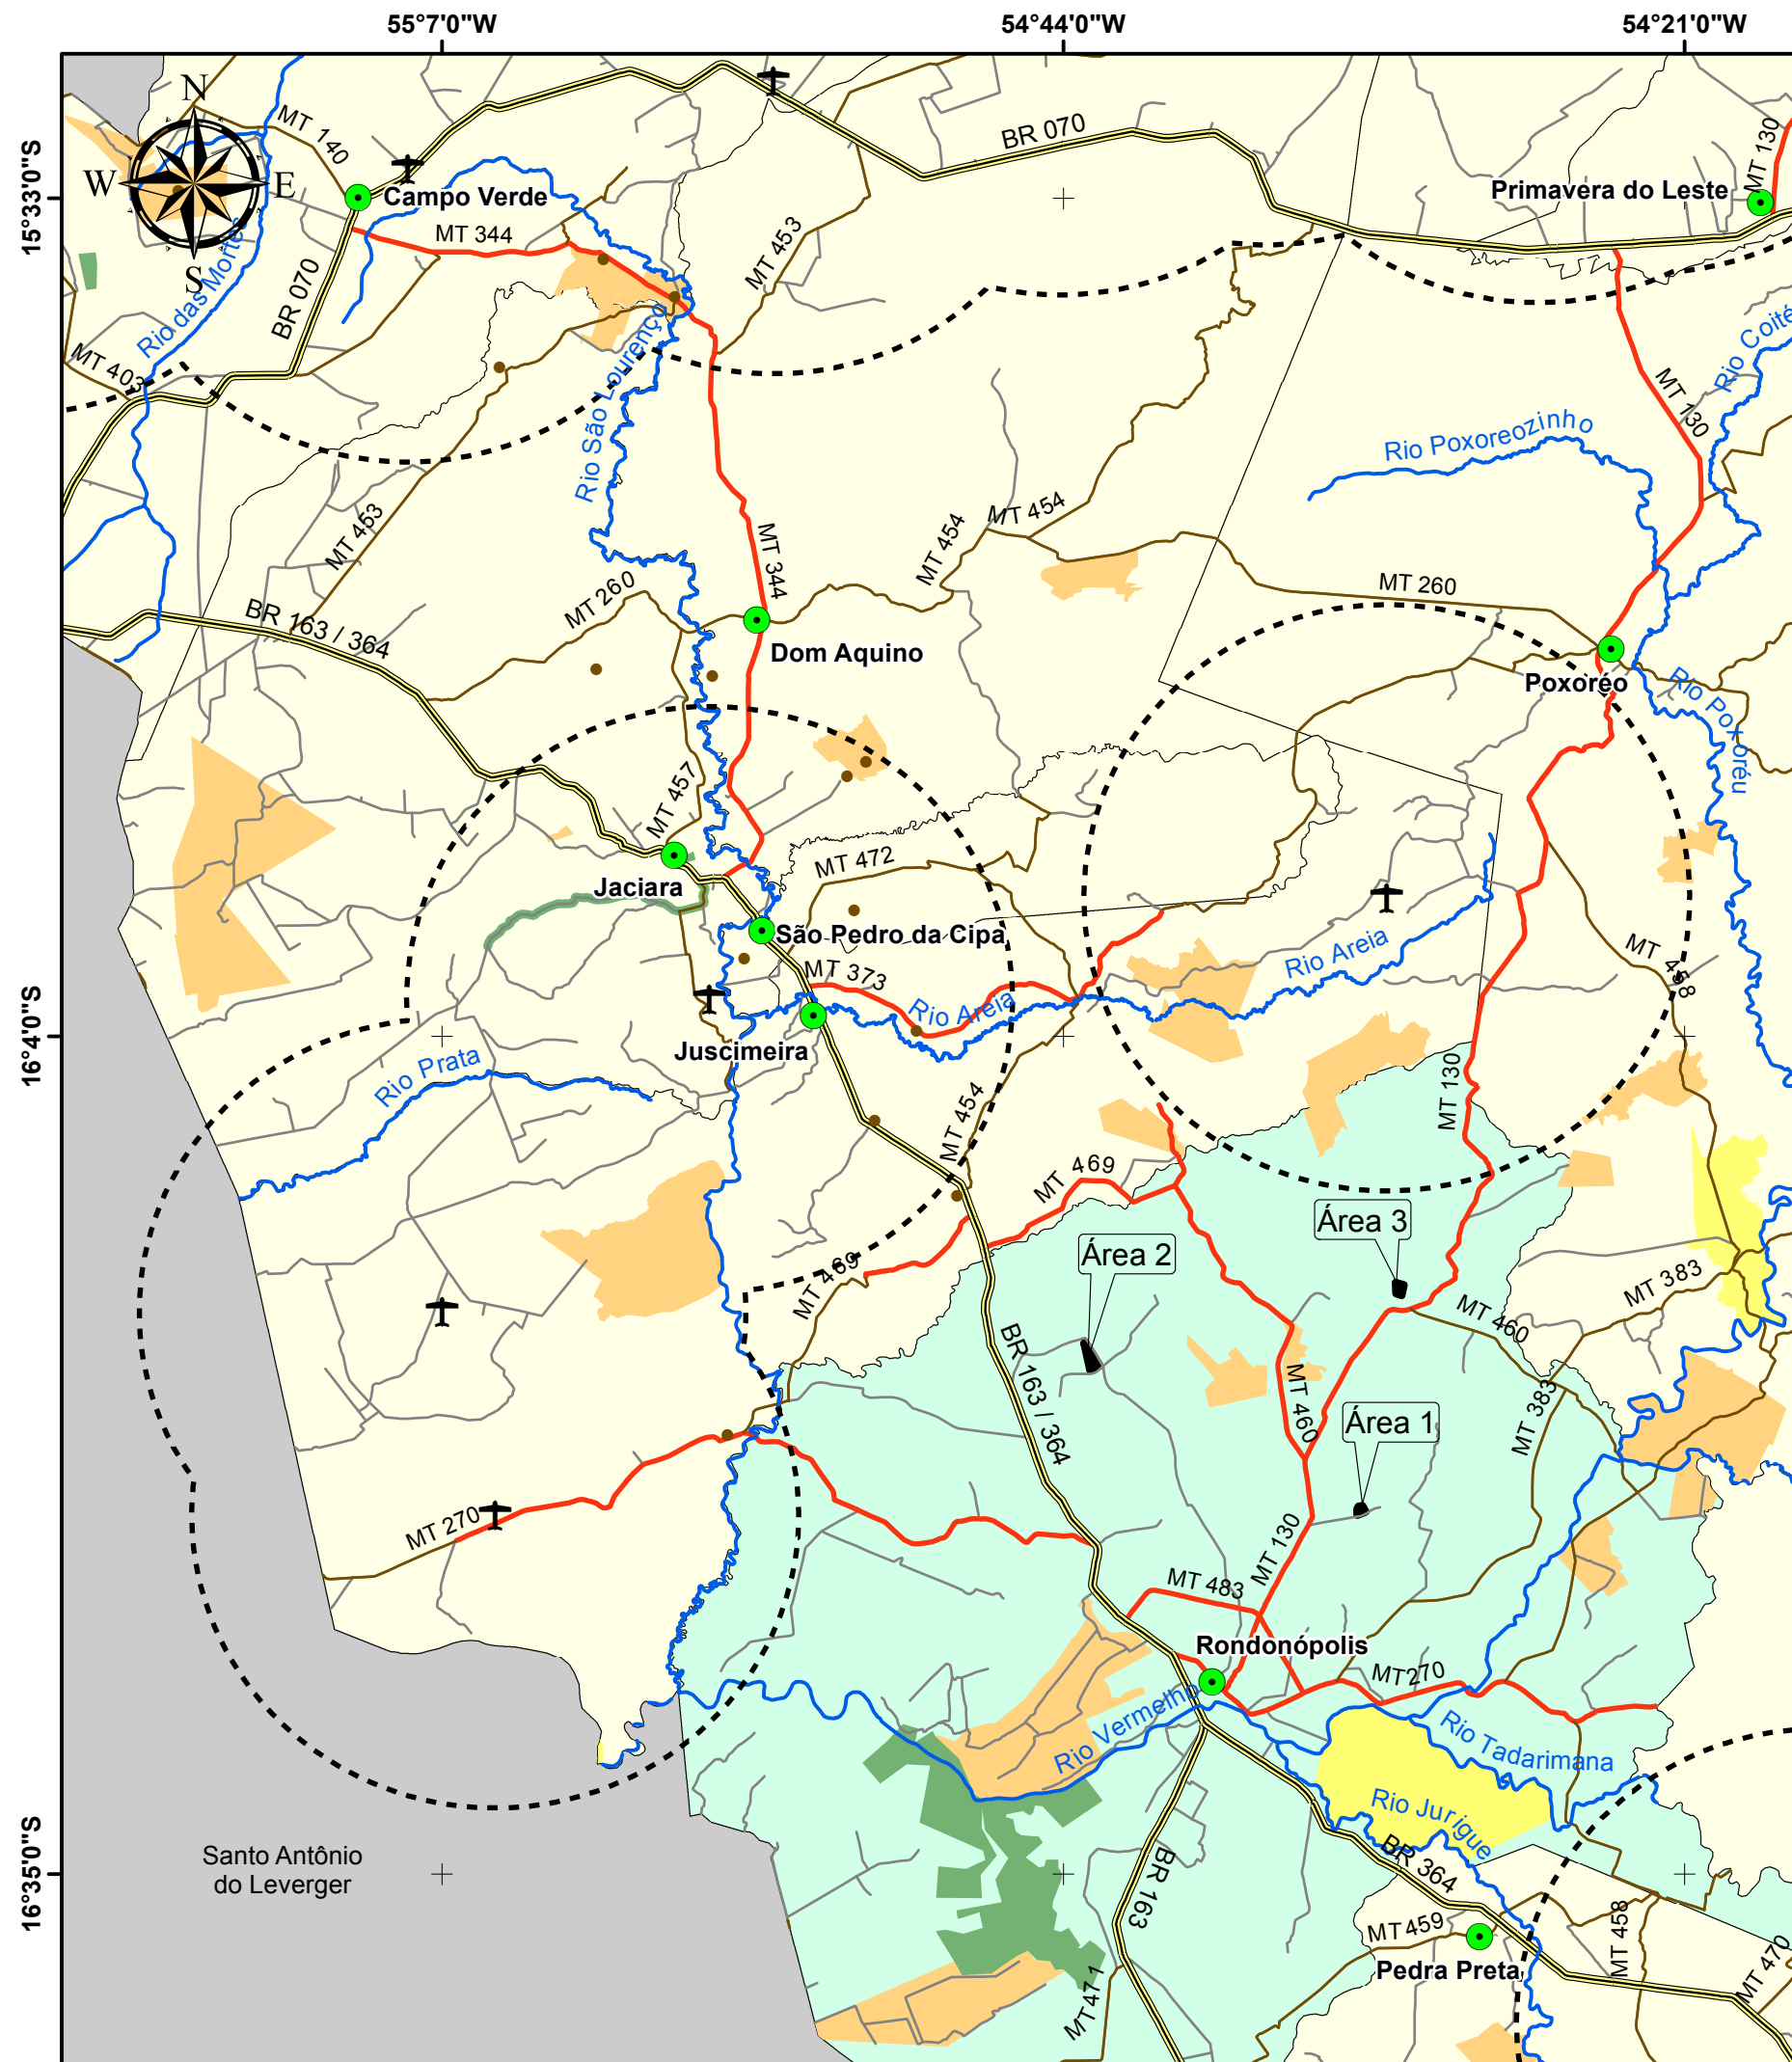 55°7'0"W
54°44'0"W
54°21'0"W
15°33'0"S
16°4'0"S
16°35'0"S
N
W
E
S
MT 140
BR 070
MT 130
Primavera do Leste
Campo Verde
MT 344
MT 453
Rio das Mortes
BR 070
MT 403
Rio São Lourenço
Rio Coité
MT 130
Rio Poxoreozinho
MT 453
MT 454
MT 454
MT 344
MT 260
MT 260
BR 163 / 364
Dom Aquino
Poxoréo
Rio Poxoréu
MT 457
MT 472
Jaciara
São Pedro da Cipa
MT 373
Rio Areia
Rio Areia
MT 458
Juscimeira
Rio Prata
MT 454
MT 130
MT 469
MT 469
Área 3
Área 2
MT 383
MT 460
BR 163 / 364
MT 460
MT 383
Área 1
MT 270
MT 130
MT 483
Rondonópolis
MT270
Rio Vermelho
Rio Tadarimana
Rio Jurigue
BR 364
Santo Antônio
do Leverger
BR 163
MT459
MT 458
MT 470
Pedra Preta
MT471